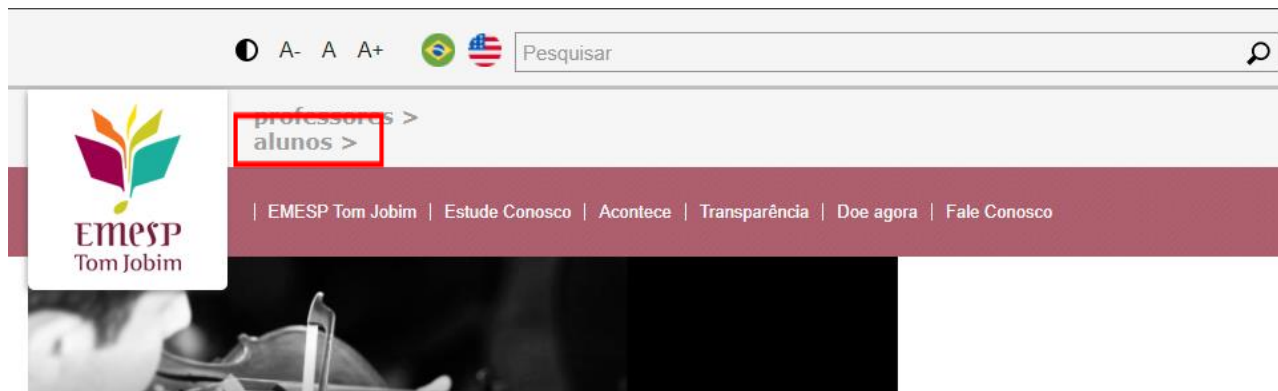 A- A A+ Pesquisar
professores >
alunos >
EMESP
Tom Jobim
| EMESP Tom Jobim | Estude Conosco | Acontece | Transparência | Doe agora | Fale Conosco